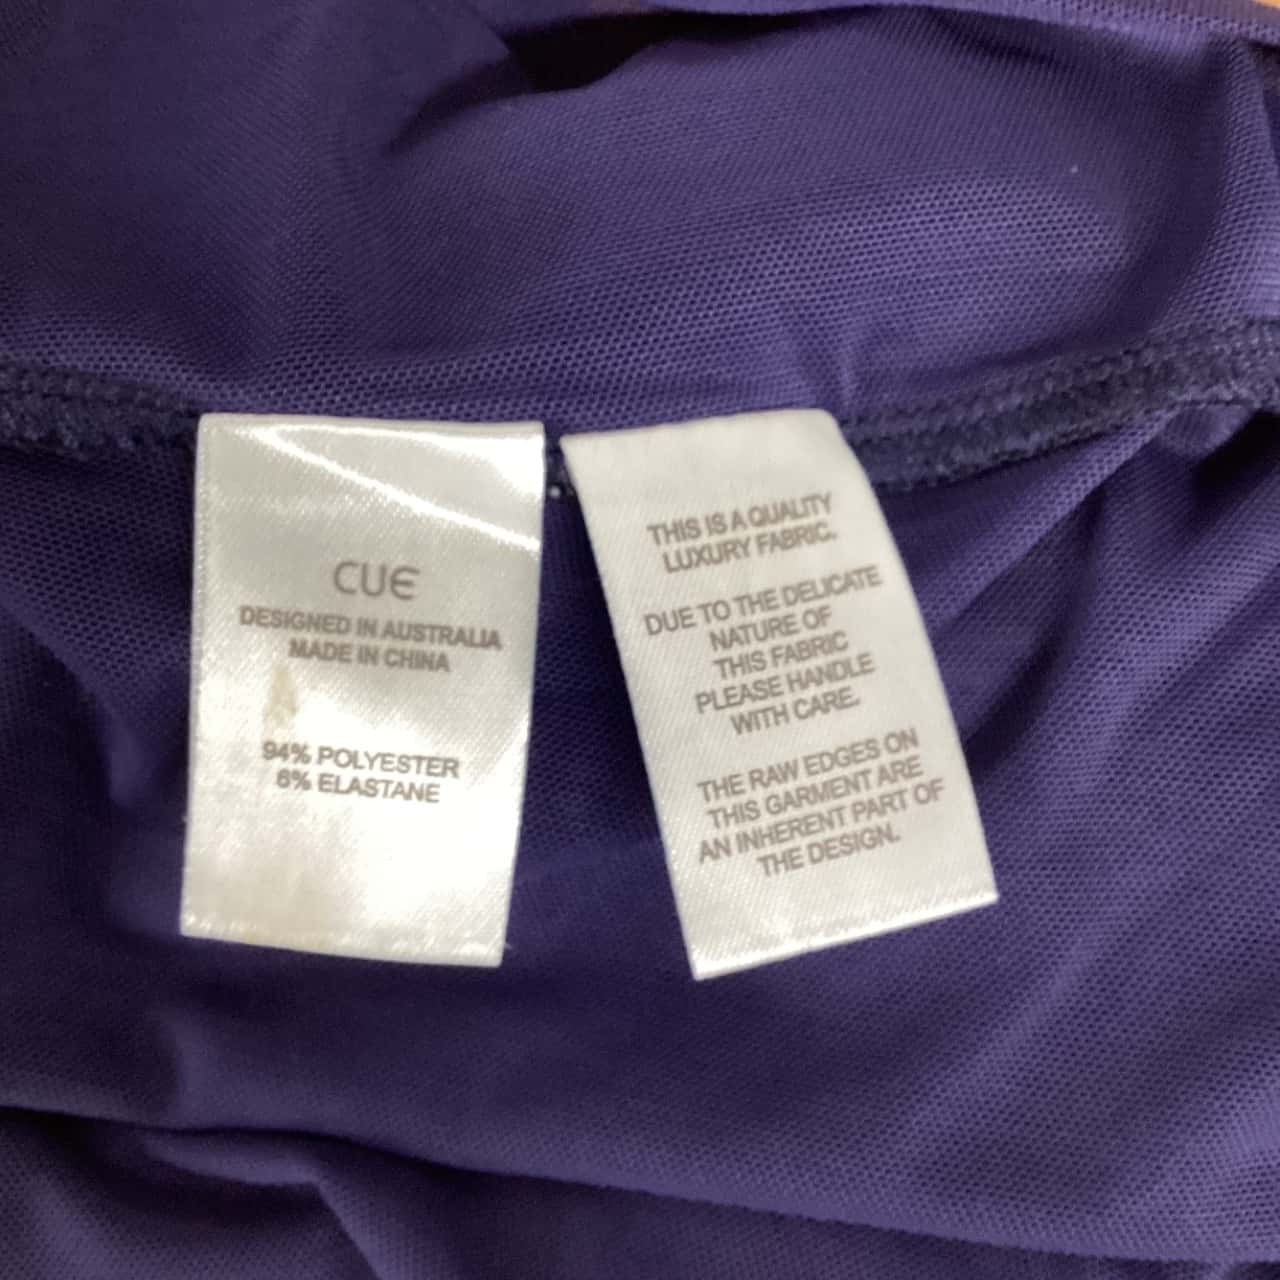 CUE
DESIGNED IN AUSTRALIA
MADE IN CHINA
94% POLYESTER
6% ELASTANE
THIS IS A QUALITY
LUXURY FABRIC.
DUE TO THE DELICATE
NATURE OF
THIS FABRIC
PLEASE HANDLE
WITH CARE.
THE RAW EDGES ON
THIS GARMENT ARE
AN INHERENT PART OF
THE DESIGN.